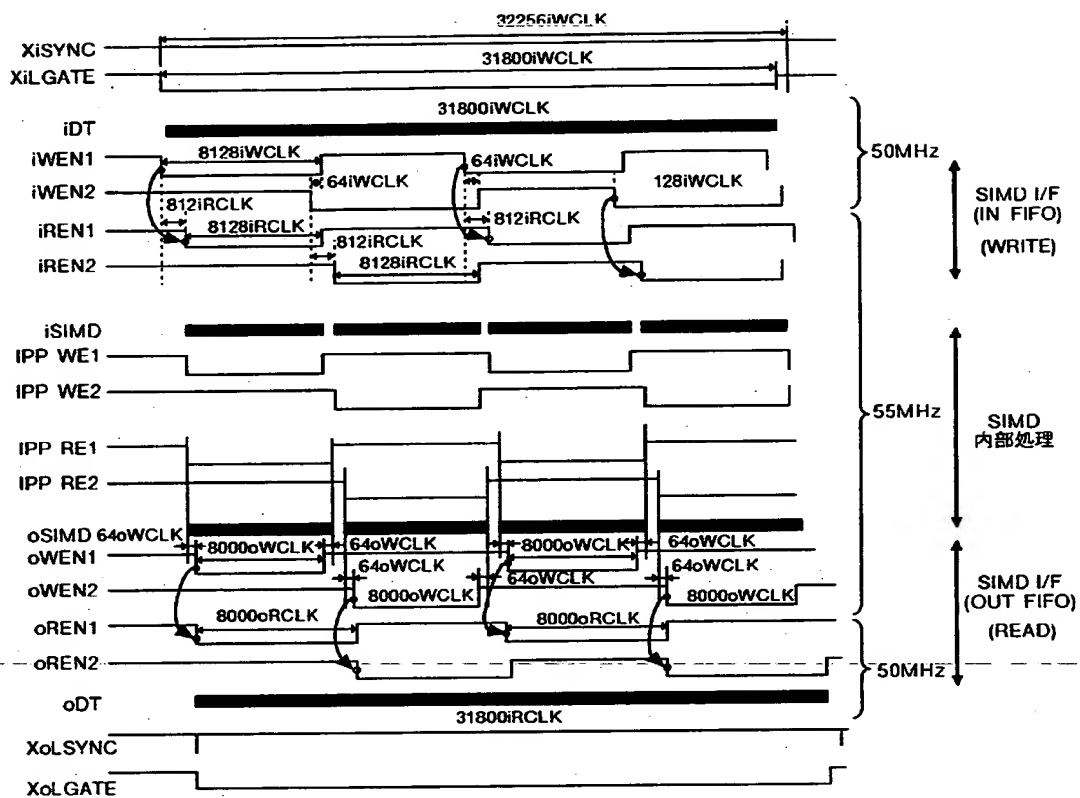 32256iWCLK
XiSYNC
31800iWCLK
XiLGATE
31800iWCLK
iDT
iWEN1 8128iWCLK 64iWCLK
50MHz
iWEN2 64iWCLK 128iWCLK
812iRCLK 812iRCLK
SIMD I/F
(IN FIFO)
(WRITE)
iREN1 8128iRCLK
812iRCLK
iREN2 8128iRCLK
iSIMD
IPP WE1
IPP WE2
55MHz
SIMD
内部処理
IPP RE1
IPP RE2
oSIMD 64oWCLK
oWEN1 8000oWCLK 64oWCLK 8000oWCLK 64oWCLK
64oWCLK 64oWCLK 64oWCLK
oWEN2 8000oWCLK 8000oWCLK
SIMD I/F
(OUT FIFO)
(READ)
8000oRCLK 8000oRCLK
oREN1
oREN2
50MHz
oDT
31800iRCLK
XoLSYNC
XoLGATE